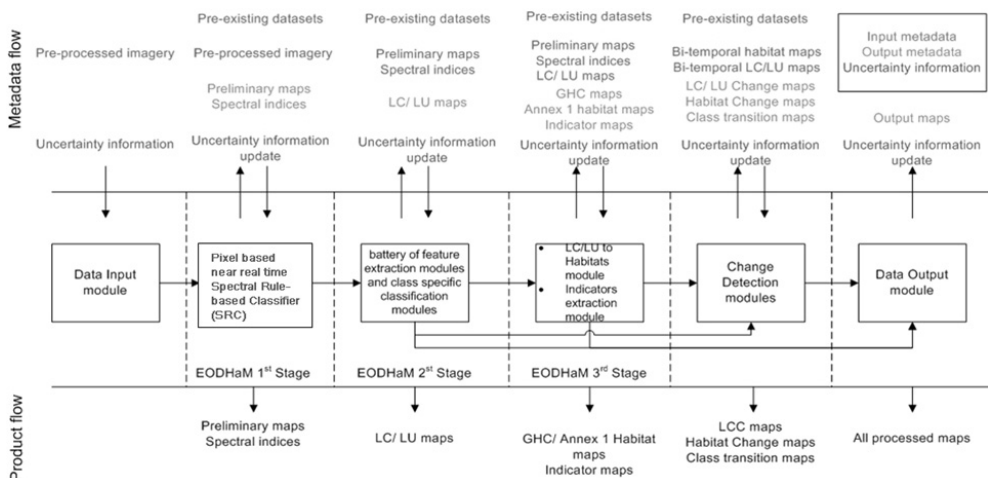 Metadata flow
Pre-processed imagery
Uncertainty information
Pre-existing datasets
Pre-processed imagery
Preliminary maps
Spectral indices
Uncertainty information
update
Pre-existing datasets
Preliminary maps
Spectral indices
LC/ LU maps
Uncertainty information
update
Pre-existing datasets
Preliminary maps
Spectral indices
LC/ LU maps
GHC maps
Annex 1 habitat maps
Indicator maps
Uncertainty information
update
Pre-existing datasets
Bi-temporal habitat maps
Bi-temporal LC/LU maps
LC/ LU Change maps
Habitat Change maps
Class transition maps
Uncertainty information
update
Input metadata
Output metadata
Uncertainty information
Output maps
Uncertainty information
update
Data Input
module
Pixel based
near real time
Spectral Rule-
based Classifier
(SRC)
battery of feature
extraction modules
and class specific
classification
modules
• LC/LU to
Habitats
module
• Indicators
extraction
module
Change
Detection
modules
Data Output
module
EODHaM 1st Stage
EODHaM 2st Stage
EODHaM 3rd Stage
Product flow
Preliminary maps
Spectral indices
LC/ LU maps
GHC/ Annex 1 Habitat
maps
Indicator maps
LCC maps
Habitat Change maps
Class transition maps
All processed maps